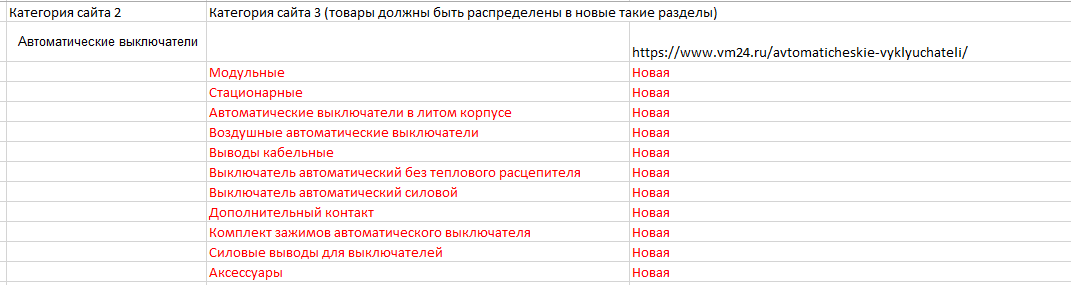 Категория сайта 2 Категория сайта 3 (товары должны быть распределены в новые такие разделы)
Автоматические выключатели https://www.vm24.ru/avtomaticheskie-vyklyuchateli/
Модульные Новая
Стационарные Новая
Автоматические выключатели в литом корпусе Новая
Воздушные автоматические выключатели Новая
Выводы кабельные Новая
Выключатель автоматический без теплового расцепителя Новая
Выключатель автоматический силовой Новая
Дополнительный контакт Новая
Комплект зажимов автоматического выключателя Новая
Силовые выводы для выключателей Новая
Аксессуары Новая